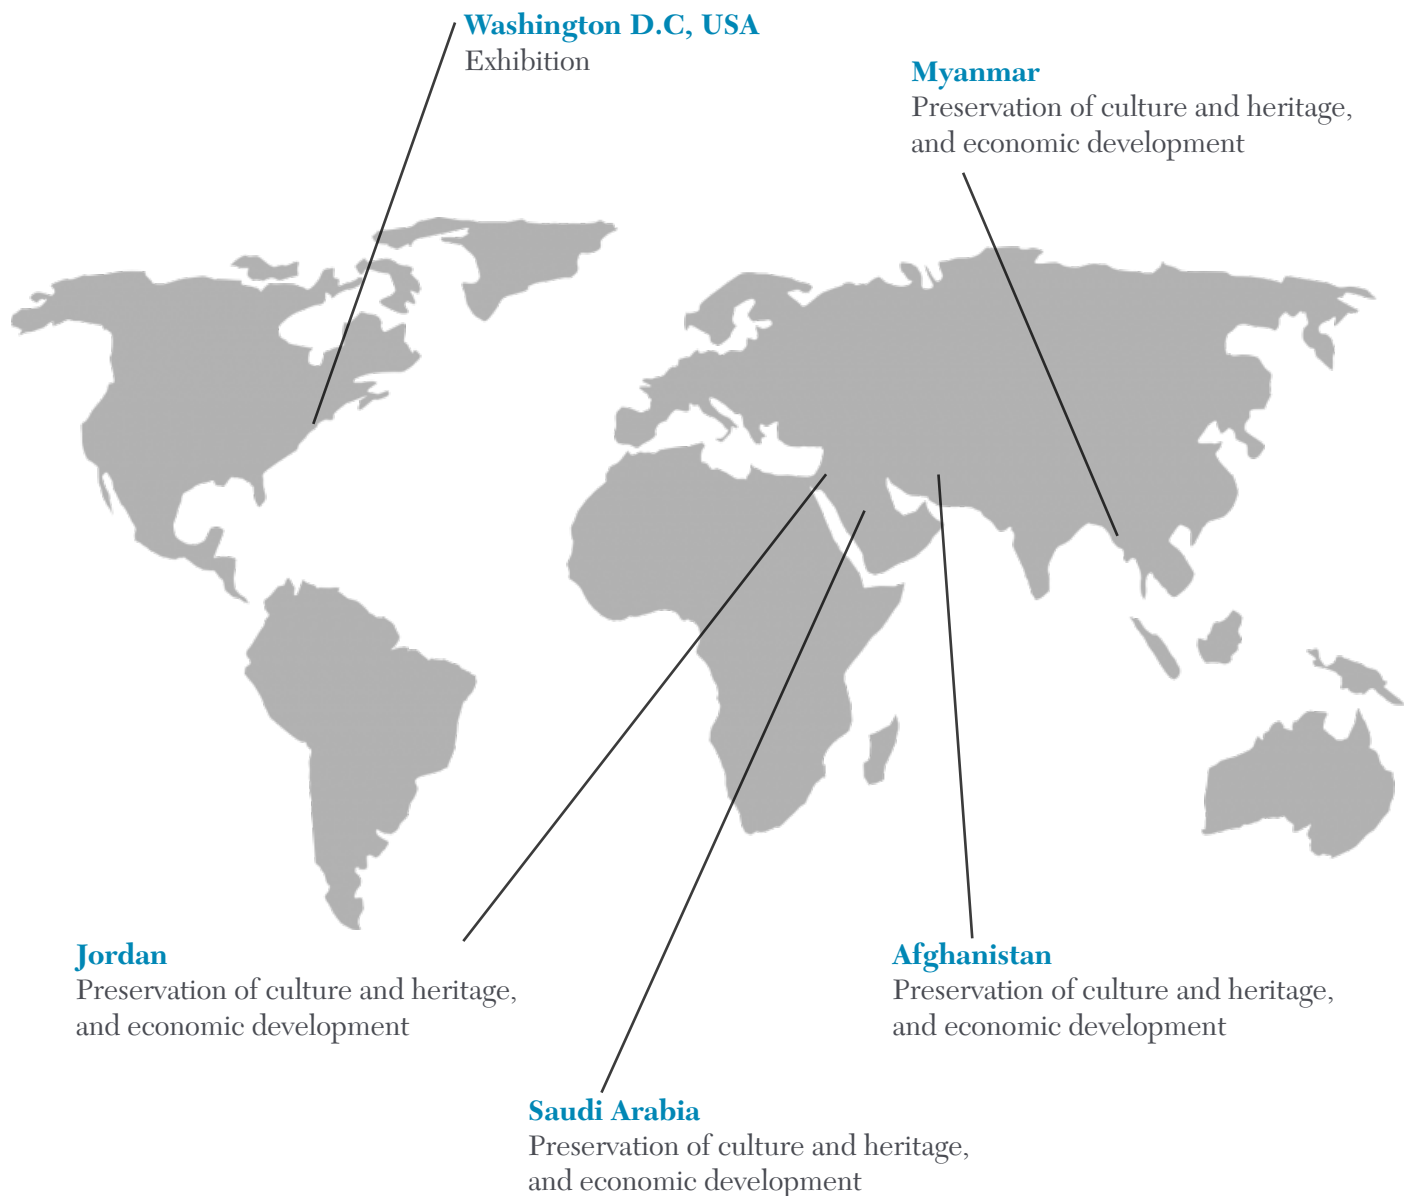 Washington D.C, USA
Exhibition
Myanmar
Preservation of culture and heritage,
and economic development
Jordan
Preservation of culture and heritage,
and economic development
Afghanistan
Preservation of culture and heritage,
and economic development
Saudi Arabia
Preservation of culture and heritage,
and economic development